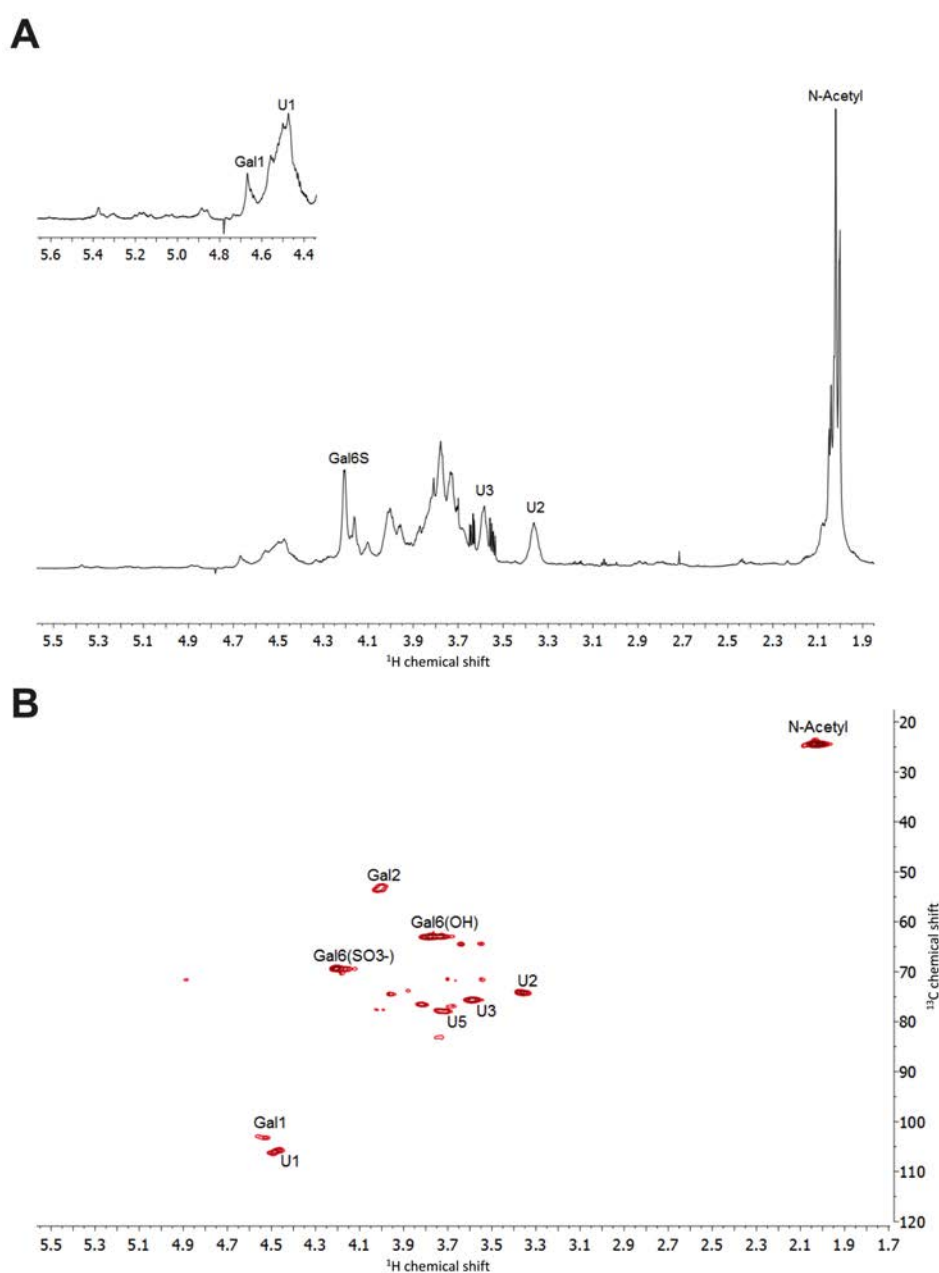 A
U1
Gal1
5.6 5.4 5.2 5.0 4.8 4.6 4.4
N-Acetyl
Gal6S
U3
U2
5.5 5.3 5.1 4.9 4.7 4.5 4.3 4.1 3.9 3.7 3.5 3.3 3.1 2.9 2.7 2.5 2.3 2.1 1.9
¹H chemical shift
B
N-Acetyl
Gal2
Gal6(OH)
Gal6(SO3-)
U2
U3
U5
Gal1
U1
20
30
40
50
60
70
80
90
100
110
120
¹³C chemical shift
5.5 5.3 5.1 4.9 4.7 4.5 4.3 4.1 3.9 3.7 3.5 3.3 3.1 2.9 2.7 2.5 2.3 2.1 1.9 1.7
¹H chemical shift